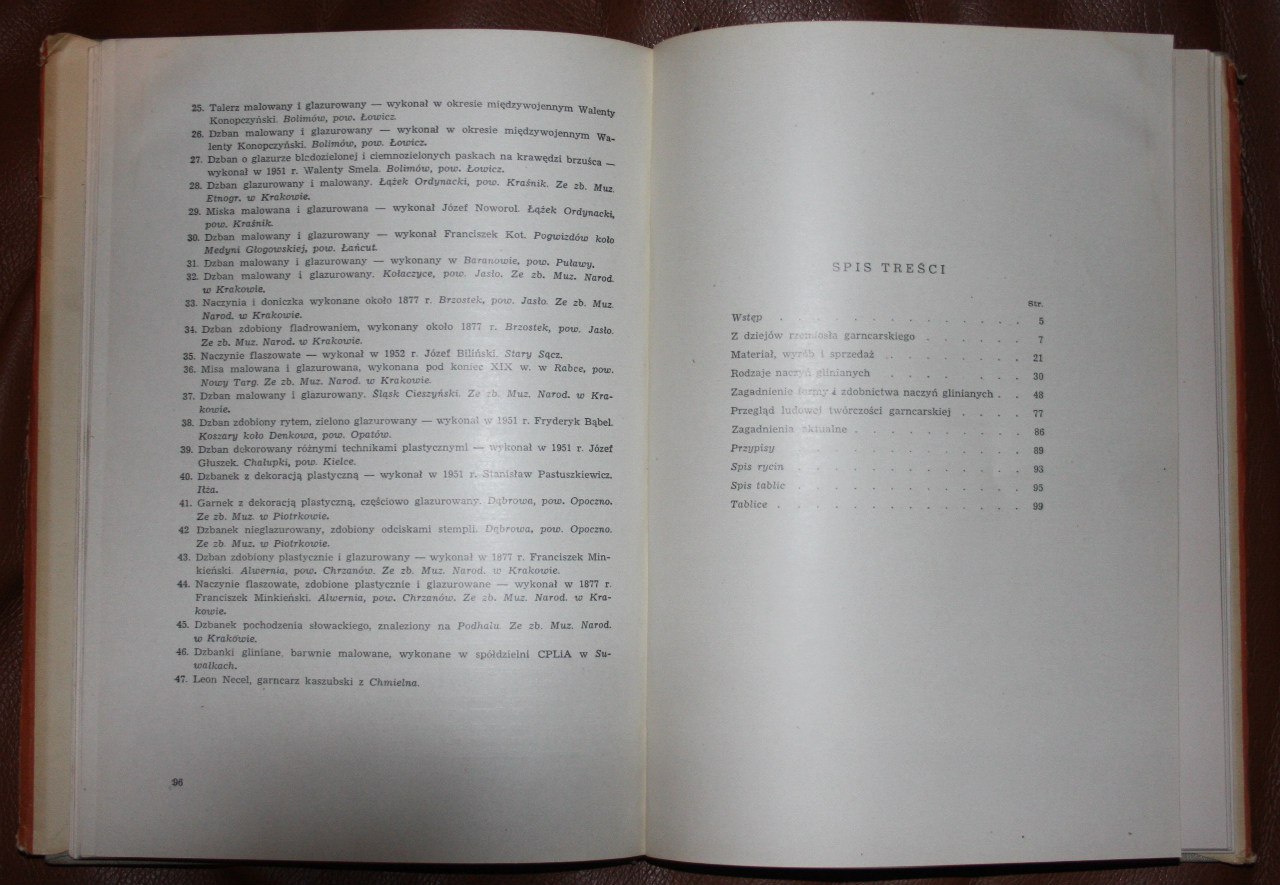 25. Talerz malowany i glazurowany — wykonał w okresie międzywojennym Walenty
Konopczyński. Bolimów, pow. Łowicz.
26. Dzban malowany i glazurowany — wykonał w okresie międzywojennym Wa-
lenty Konopczyński. Bolimów, pow. Łowicz.
27. Dzban o glazurze bladozielonej i ciemnozielonych paskach na krawędzi brzuśca —
wykonał w 1951 r. Walenty Smela. Bolimów, pow. Łowicz.
28. Dzban glazurowany i malowany. Łążek Ordynacki, pow. Kraśnik. Ze zb. Muz.
Etnogr. w Krakowie.
29. Miska malowana i glazurowana — wykonał Józef Noworol. Łążek Ordynacki,
pow. Kraśnik.
30. Dzban malowany i glazurowany — wykonał Franciszek Kot. Pogwizdów koło
Medyni Głogowskiej, pow. Łańcut.
31. Dzban malowany i glazurowany — wykonany w Baranowie, pow. Puławy.
32. Dzban malowany i glazurowany. Kołaczyce, pow. Jasło. Ze zb. Muz. Narod.
w Krakowie.
33. Naczynia i doniczka wykonane około 1877 r. Brzostek, pow. Jasło. Ze zb. Muz.
Narod. w Krakowie.
34. Dzban zdobiony fladrowaniem, wykonany około 1877 r. Brzostek, pow. Jasło.
Ze zb. Muz. Narod. w Krakowie.
35. Naczynie flaszowate — wykonał w 1952 r. Józef Biliński. Stary Sącz.
36. Misa malowana i glazurowana, wykonana pod koniec XIX w. w Rabce, pow.
Nowy Targ. Ze zb. Muz. Narod. w Krakowie.
37. Dzban malowany i glazurowany. Śląsk Cieszyński. Ze zb. Muz. Narod. w Kra-
kowie.
38. Dzban zdobiony rytem, zielono glazurowany — wykonał w 1951 r. Fryderyk Bąbel.
Koszary koło Denkowa, pow. Opatów.
39. Dzban dekorowany różnymi technikami plastycznymi — wykonał w 1951 r. Józef
Głuszek. Chałupki, pow. Kielce.
40. Dzbanek z dekoracją plastyczną — wykonał w 1951 r. Stanisław Pastuszkiewicz.
Iłża.
41. Garnek z dekoracją plastyczną, częściowo glazurowany. Dąbrowa, pow. Opoczno.
Ze zb. Muz. w Piotrkowie.
42 Dzbanek nieglazurowany, zdobiony odciskami stempli. Dąbrowa, pow. Opoczno.
Ze zb. Muz. w Piotrkowie.
43. Dzban zdobiony plastycznie i glazurowany — wykonał w 1877 r. Franciszek Min-
kieński. Alwernia, pow. Chrzanów. Ze zb. Muz. Narod. w Krakowie.
44. Naczynie flaszowate, zdobione plastycznie i glazurowane — wykonał w 1877 r.
Franciszek Minkieński. Alwernia, pow. Chrzanów. Ze zb. Muz. Narod. w Kra-
kowie.
45. Dzbanek pochodzenia słowackiego, znaleziony na Podhalu. Ze zb. Muz. Narod.
w Krakowie.
46. Dzbanki gliniane, barwnie malowane, wykonane w spółdzielni CPLiA w Su-
wałkach.
47. Leon Necel, garncarz kaszubski z Chmielna.
96
SPIS TREŚCI
Str.
Wstęp . . . . . . . . . . . . . . 5
Z dziejów rzemiosła garncarskiego . . . . . . 7
Materiał, wyrób i sprzedaż . . . . . . . . . 21
Rodzaje naczyń glinianych . . . . . . . . 30
Zagadnienie formy i zdobnictwa naczyń glinianych . . 48
Przegląd ludowej twórczości garncarskiej . . . . 77
Zagadnienia aktualne . . . . . . . . . . 86
Przypisy . . . . . . . . . . . . . 89
Spis rycin . . . . . . . . . . . . . 93
Spis tablic . . . . . . . . . . . . . 95
Tablice . . . . . . . . . . . . . . 99